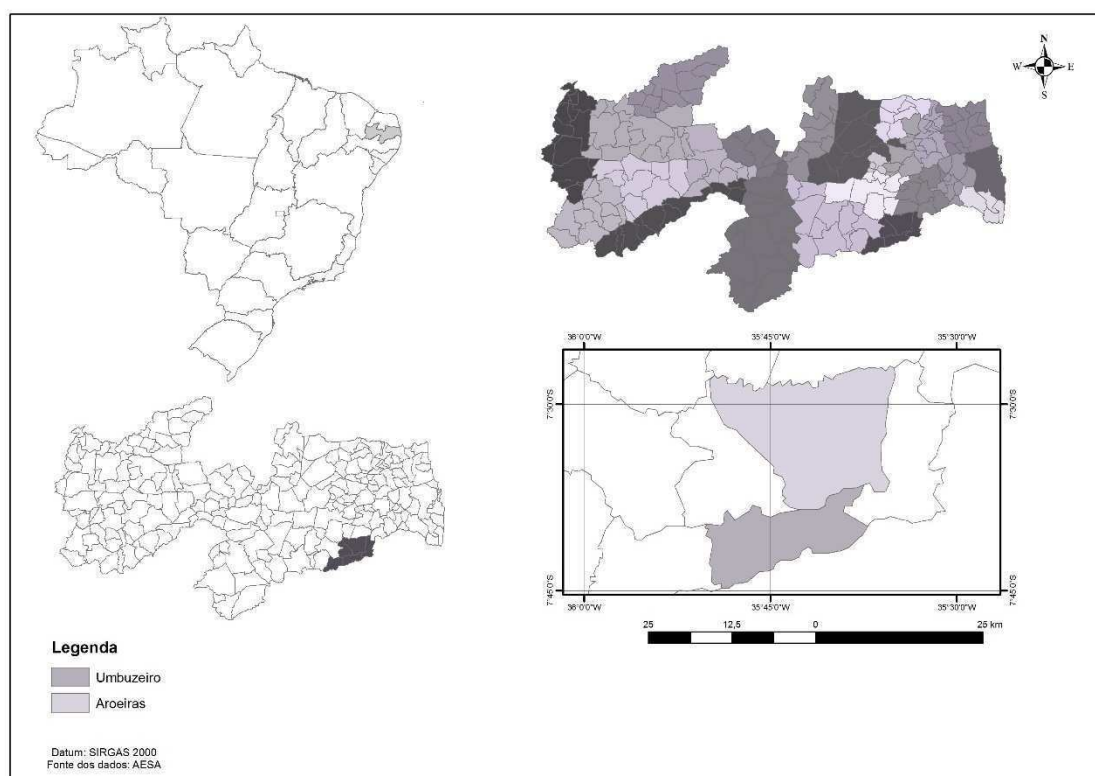 N
W E
S
36°0'0"W 35°45'0"W 35°30'0"W
7°30'0"S 7°30'0"S
7°45'0"S 7°45'0"S
36°0'0"W 35°45'0"W 35°30'0"W
25 12,5 0 25 km
Legenda
Umbuzeiro
Aroeiras
Datum: SIRGAS 2000
Fonte dos dados: AESA